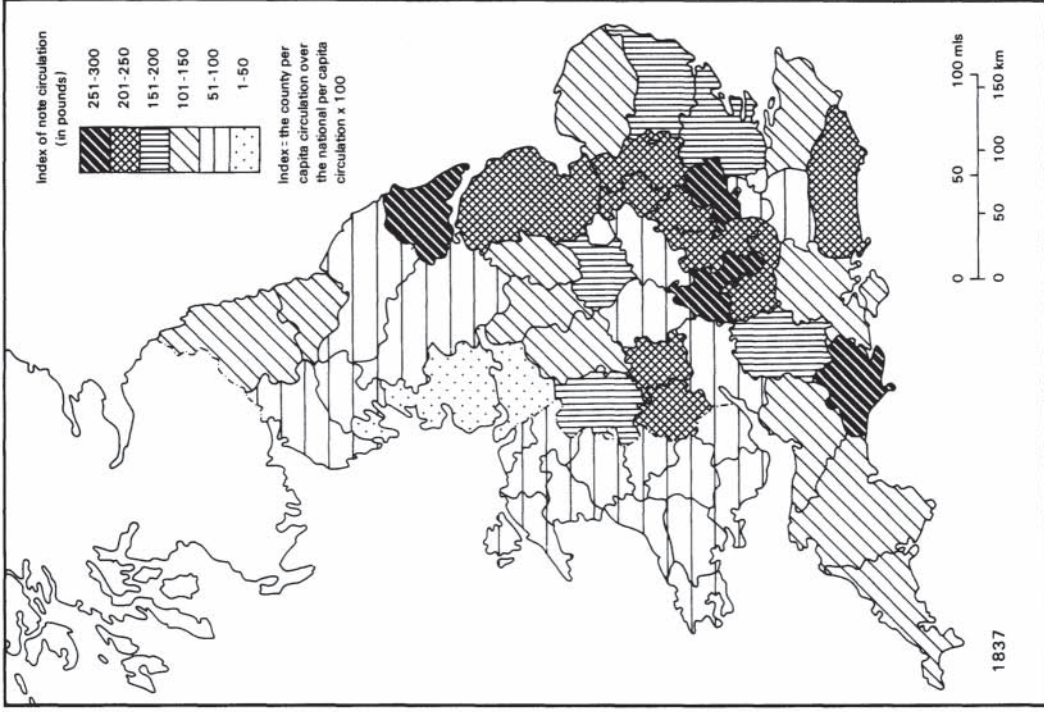 Index of note circulation
(in pounds)
251-300
201-250
151-200
101-150
51-100
1-50
Index = the county per
capita circulation over
the national per capita
circulation x 100
0 50 100 mls
0 50 100 150 km
1837